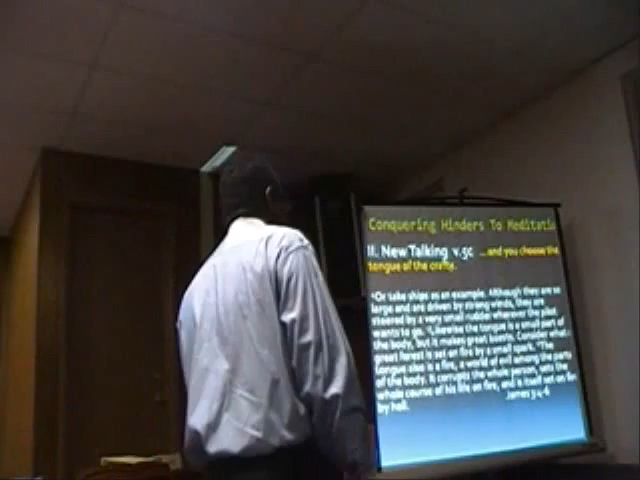 Conquering Hinders To Meditatio
II. New Talking v.5c ...and you choose the
tongue of the crafty.
"Or take ships as an example. Although they are so
large and are driven by strong winds, they are
steered by a very small rudder wherever the pilot
wants to go. Likewise the tongue is a small part of
the body, but it makes great boasts. Consider what a
great forest is set on fire by a small spark. The
tongue also is a fire, a world of evil among the parts
of the body. It corrupts the whole person, sets the
whole course of his life on fire, and is itself set on fire
by hell. James 3:4-6